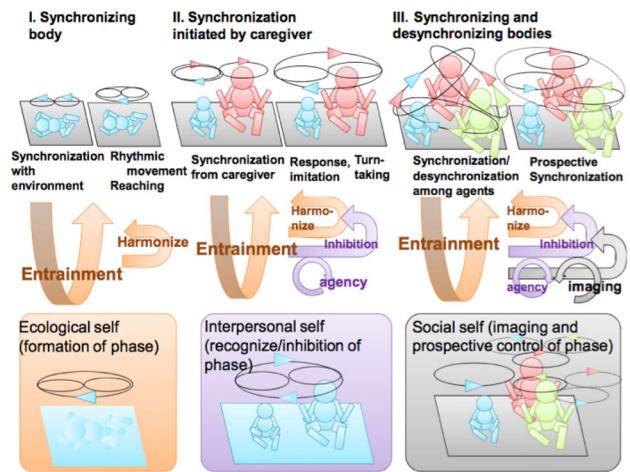 I. Synchronizing
body
II. Synchronization
initiated by caregiver
III. Synchronizing and
desynchronizing bodies
Synchronization
with
environment
Rhythmic
movement
Reaching
Synchronization
from caregiver
Response,
imitation
Turn-
taking
Synchronization/
desynchronization
among agents
Prospective
Synchronization
Entrainment
Harmonize
Entrainment
Harmo-
nize
Inhibition
agency
Entrainment
Harmo-
nize
Inhibition
agency
imaging
Ecological self
(formation of phase)
Interpersonal self
(recognize/inhibition of
phase)
Social self (imaging and
prospective control of phase)